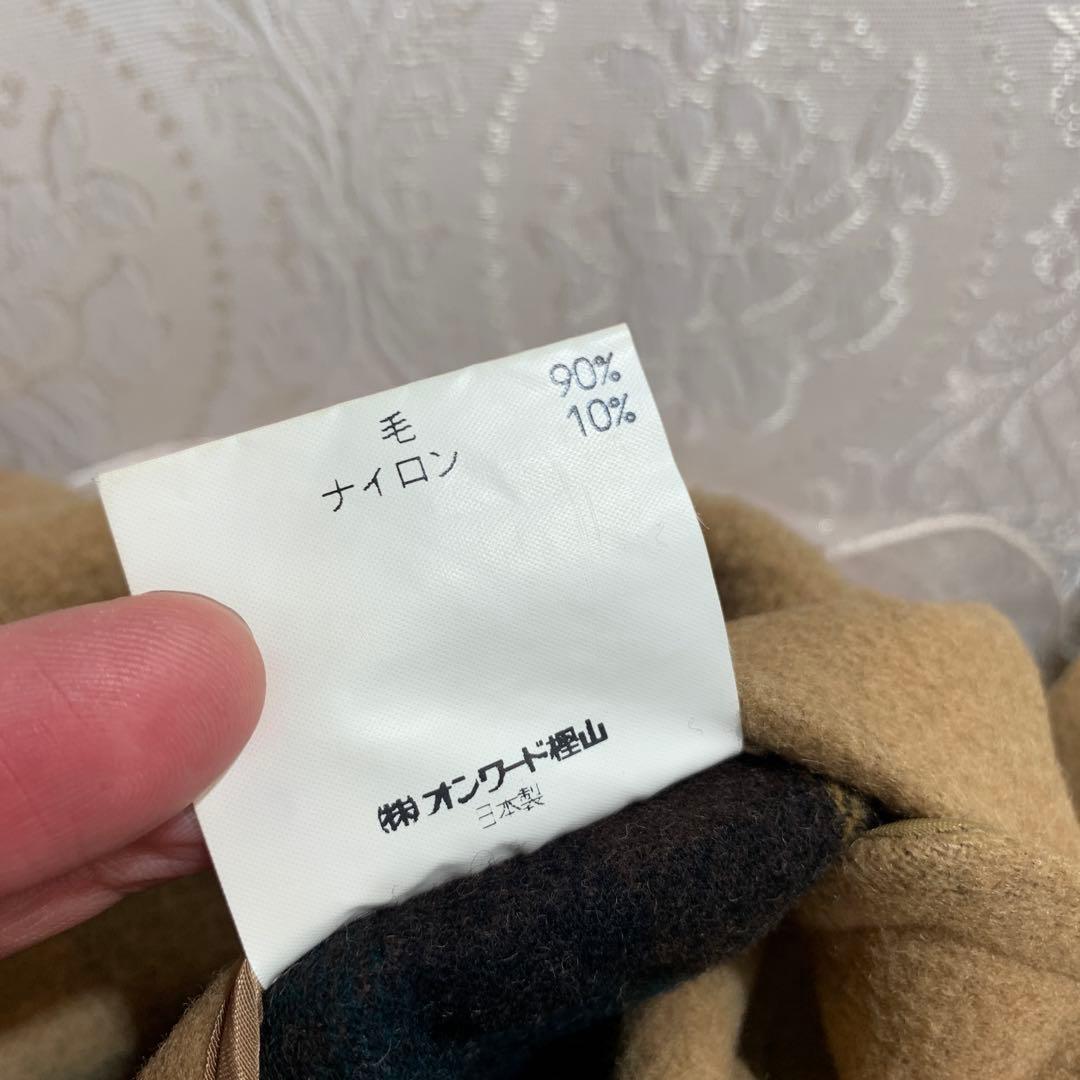 毛 90%
ナイロン 10%
㈱オンワード樫山
日本製